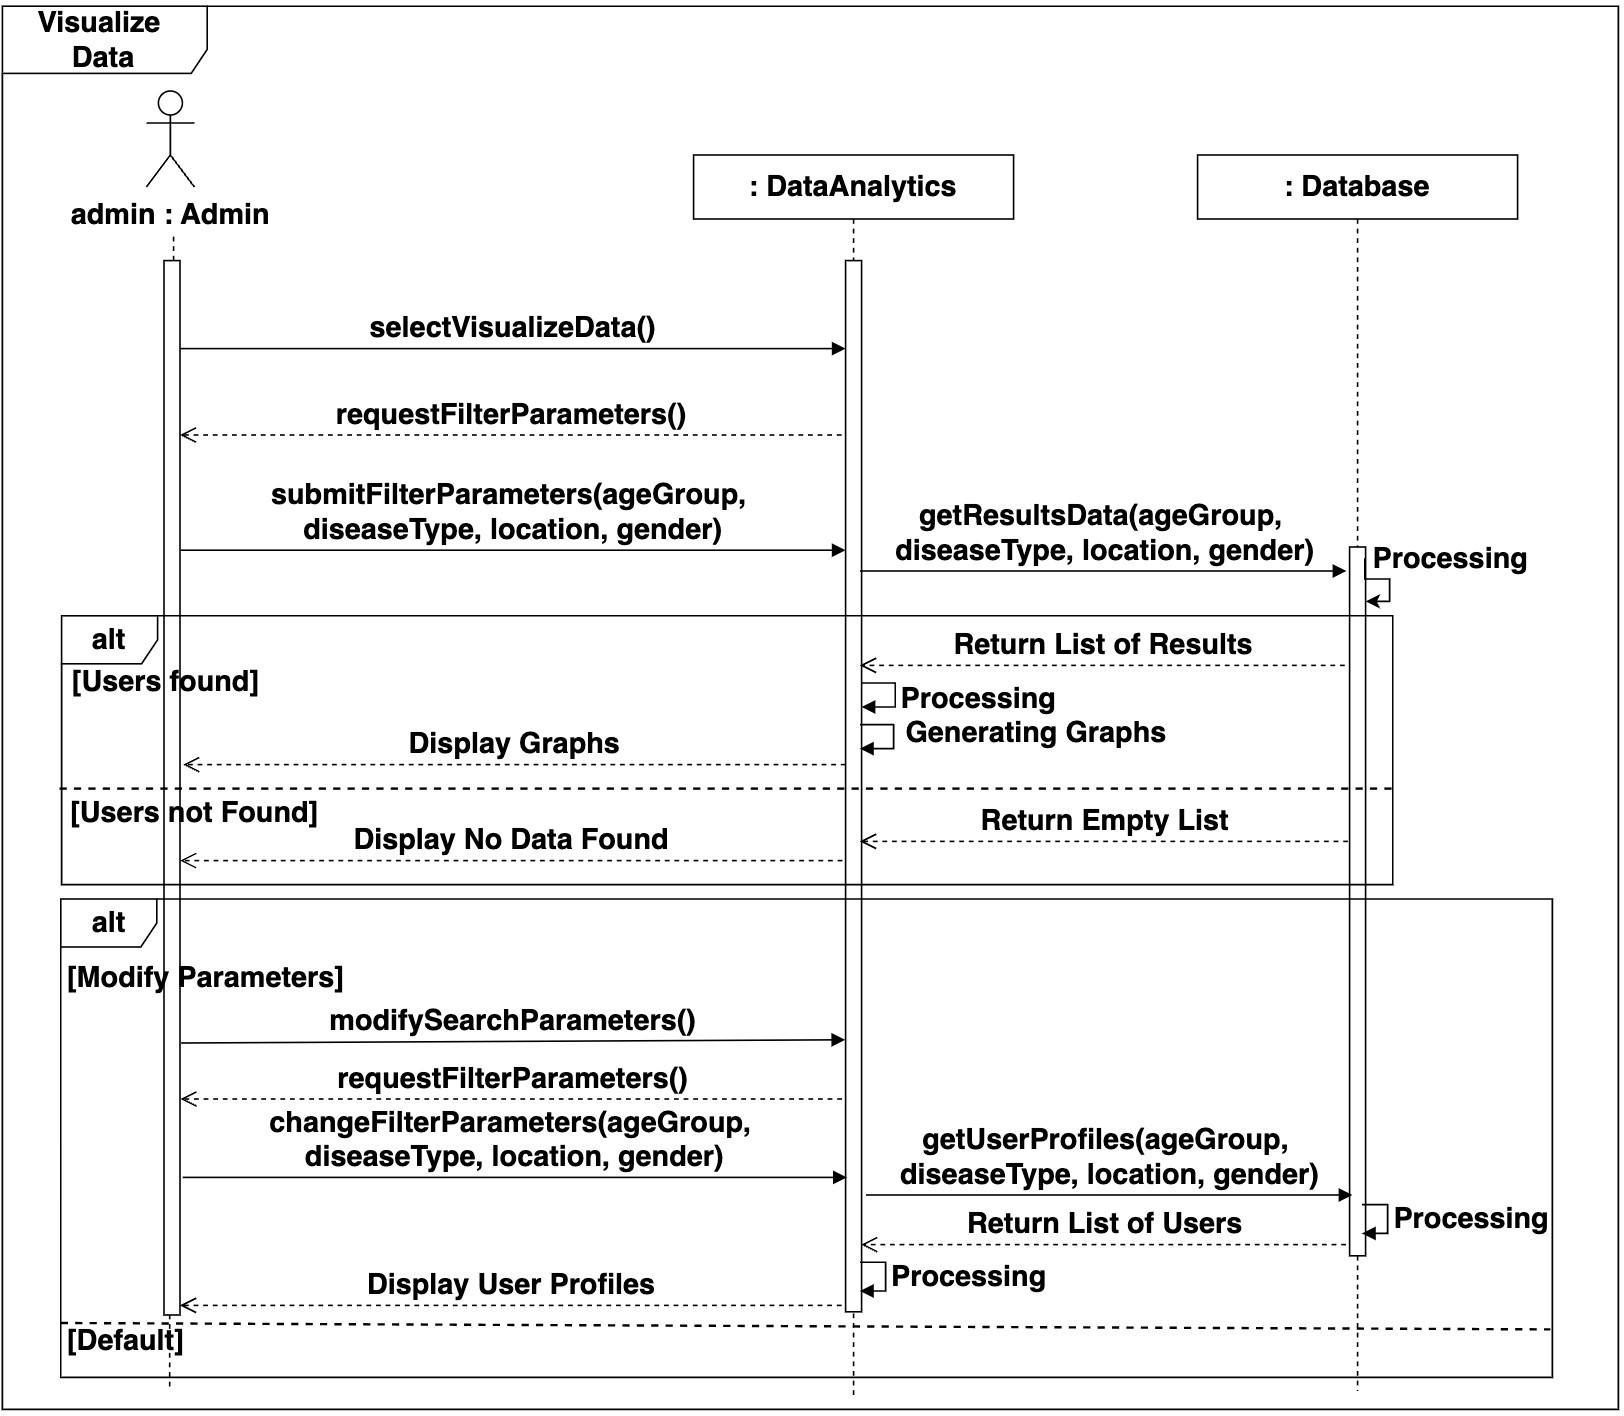 Visualize
Data
admin : Admin
: DataAnalytics
: Database
selectVisualizeData()
requestFilterParameters()
submitFilterParameters(ageGroup,
diseaseType, location, gender)
getResultsData(ageGroup,
diseaseType, location, gender)
Processing
alt
[Users found]
Return List of Results
Processing
Generating Graphs
Display Graphs
[Users not Found]
Return Empty List
Display No Data Found
alt
[Modify Parameters]
modifySearchParameters()
requestFilterParameters()
changeFilterParameters(ageGroup,
diseaseType, location, gender)
getUserProfiles(ageGroup,
diseaseType, location, gender)
Processing
Return List of Users
Processing
Display User Profiles
[Default]